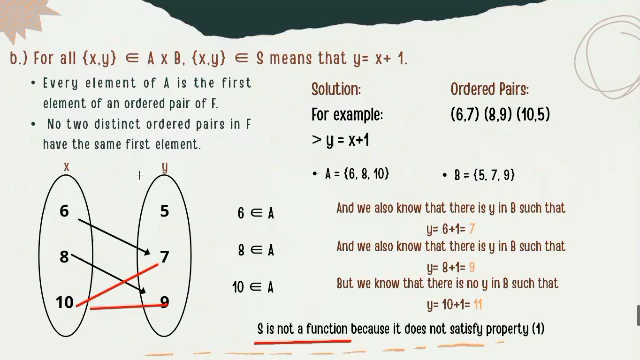 b.) For all {x,y} ∈ A x B, {x,y} ∈ S means that y= x+ 1.
• Every element of A is the first
element of an ordered pair of F.
• No two distinct ordered pairs in F
have the same first element.
Solution:
For example:
> y = x+1
Ordered Pairs:
(6,7) (8,9) (10,5)
• A = {6, 8, 10}
• B = {5, 7, 9}
x
y
6
5
8
7
10
9
6 ∈ A
8 ∈ A
10 ∈ A
And we also know that there is y in B such that
y= 6+1= 7
And we also know that there is y in B such that
y= 8+1= 9
But we know that there is no y in B such that
y= 10+1= 11
S is not a function because it does not satisfy property (1)